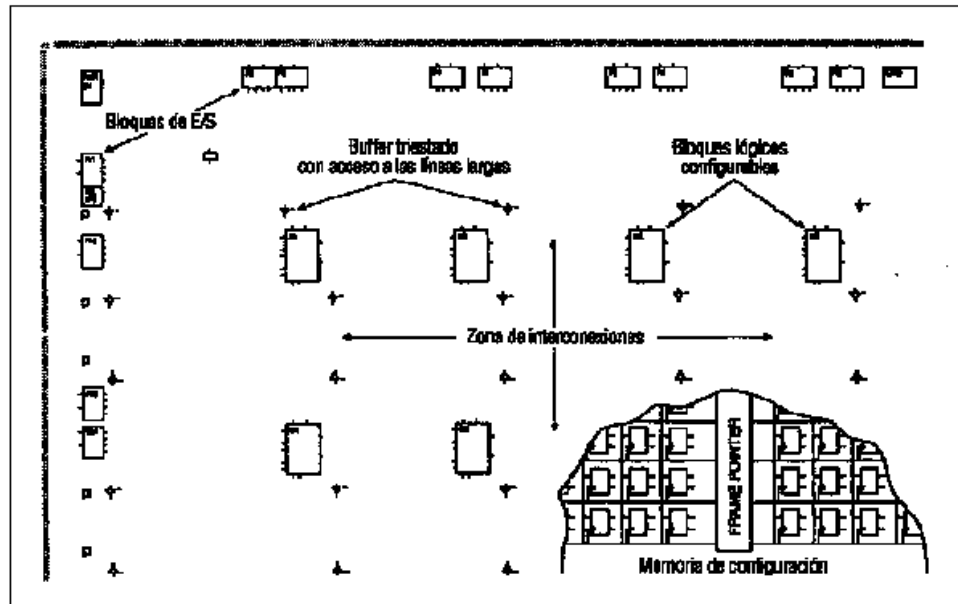 Bloques de E/S
Buffer triestado
con acceso a las líneas largas
Bloques lógicos
configurables
Zona de interconexiones
FRAME POINTER
Memoria de configuración